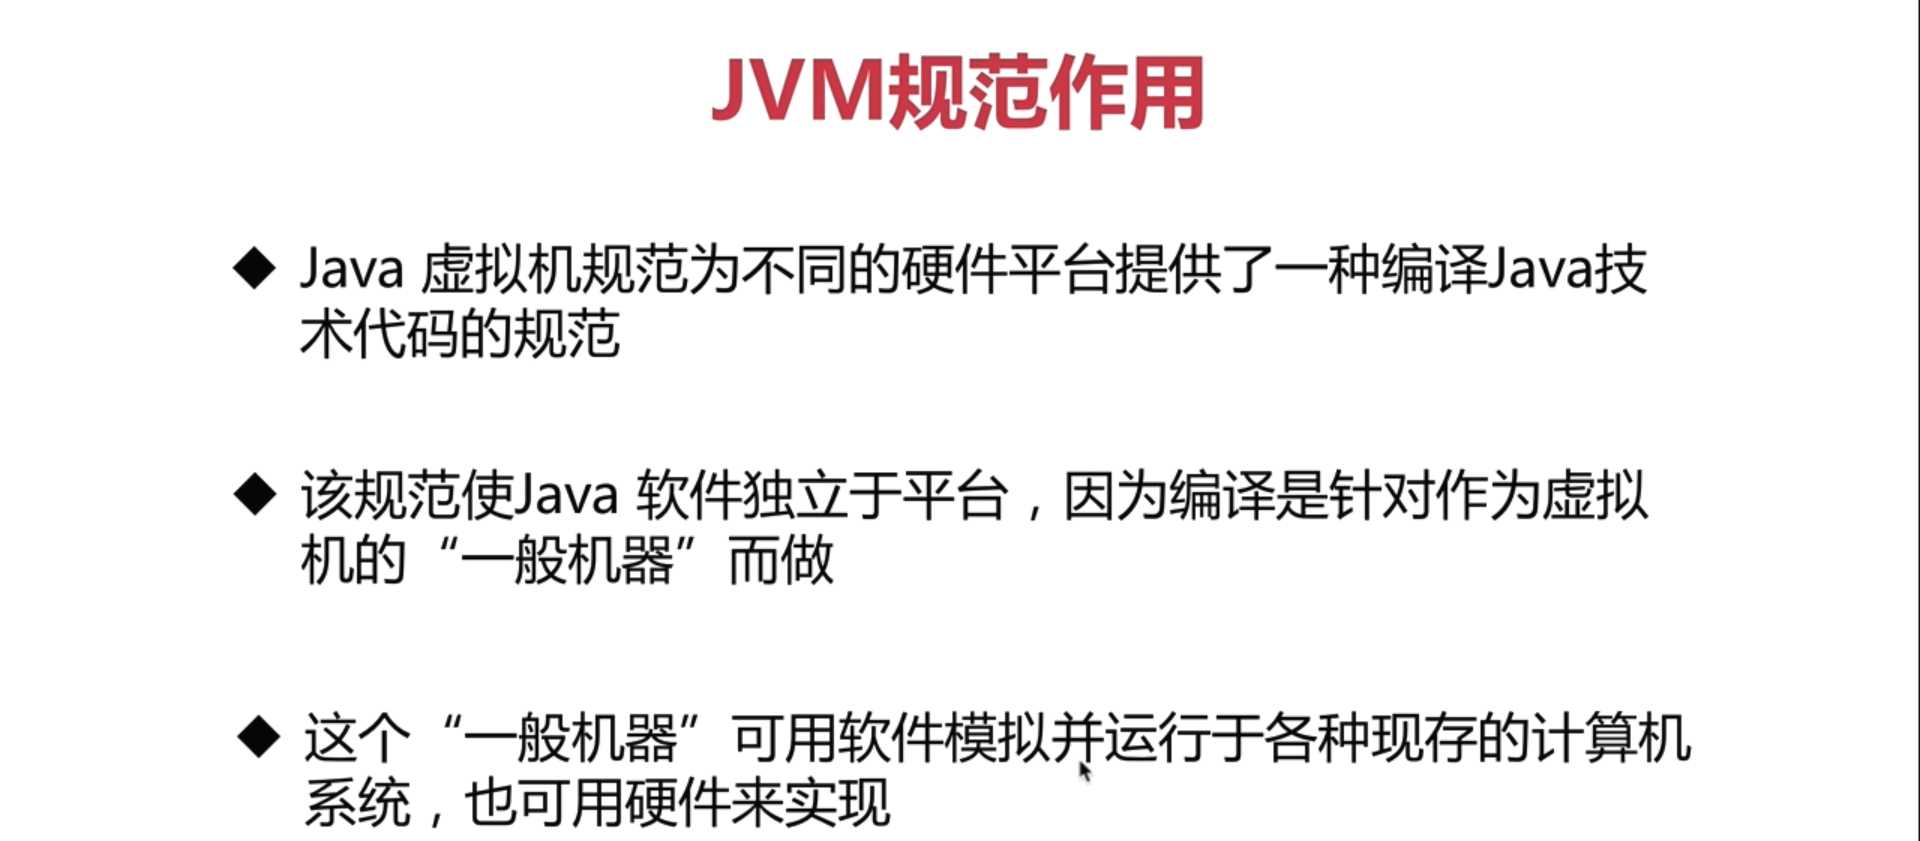 JVM规范作用
◆ Java 虚拟机规范为不同的硬件平台提供了一种编译Java技
术代码的规范
◆ 该规范使Java 软件独立于平台，因为编译是针对作为虚拟
机的“一般机器”而做
◆ 这个“一般机器”可用软件模拟并运行于各种现存的计算机
系统，也可用硬件来实现